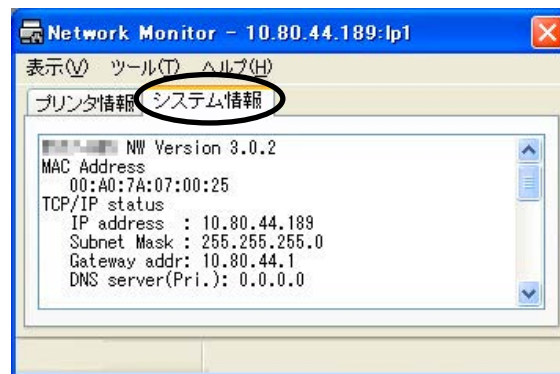 Network Monitor - 10.80.44.189:lp1
表示(V) ツール(T) ヘルプ(H)
プリンタ情報 システム情報
NW Version 3.0.2
MAC Address
00:A0:7A:07:00:25
TCP/IP status
IP address : 10.80.44.189
Subnet Mask : 255.255.255.0
Gateway addr: 10.80.44.1
DNS server(Pri.): 0.0.0.0